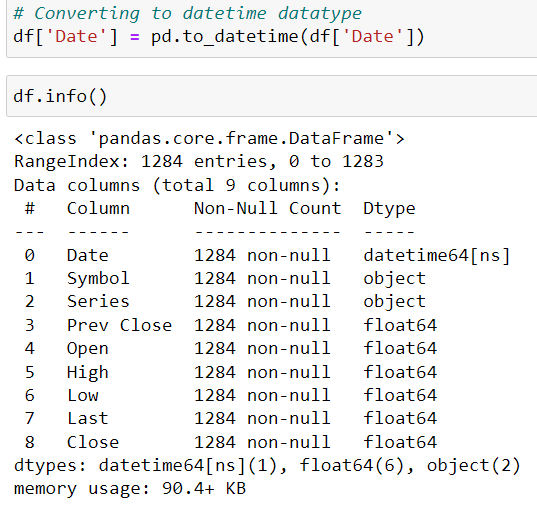 # Converting to datetime datatype
df['Date'] = pd.to_datetime(df['Date'])
df.info()
<class 'pandas.core.frame.DataFrame'>
RangeIndex: 1284 entries, 0 to 1283
Data columns (total 9 columns):
 #   Column      Non-Null Count  Dtype
---  ------      --------------  -----
 0   Date        1284 non-null   datetime64[ns]
 1   Symbol      1284 non-null   object
 2   Series      1284 non-null   object
 3   Prev Close  1284 non-null   float64
 4   Open        1284 non-null   float64
 5   High        1284 non-null   float64
 6   Low         1284 non-null   float64
 7   Last        1284 non-null   float64
 8   Close       1284 non-null   float64
dtypes: datetime64[ns](1), float64(6), object(2)
memory usage: 90.4+ KB